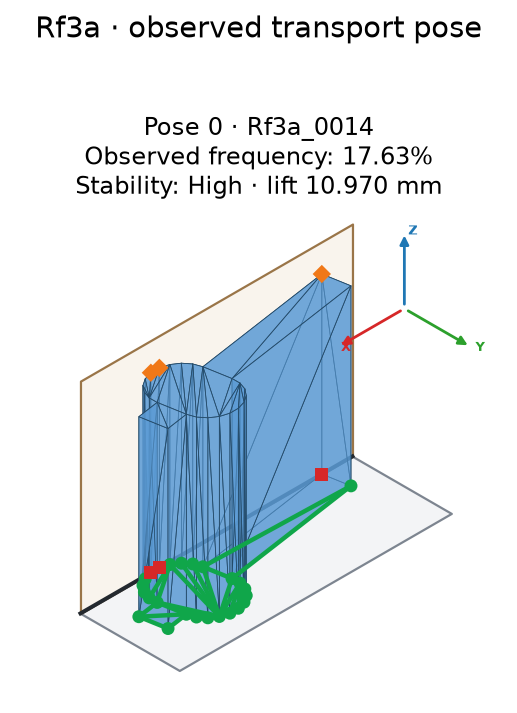 Rf3a · observed transport pose
Pose 0 · Rf3a_0014
Observed frequency: 17.63%
Stability: High · lift 10.970 mm
Z
X
Y